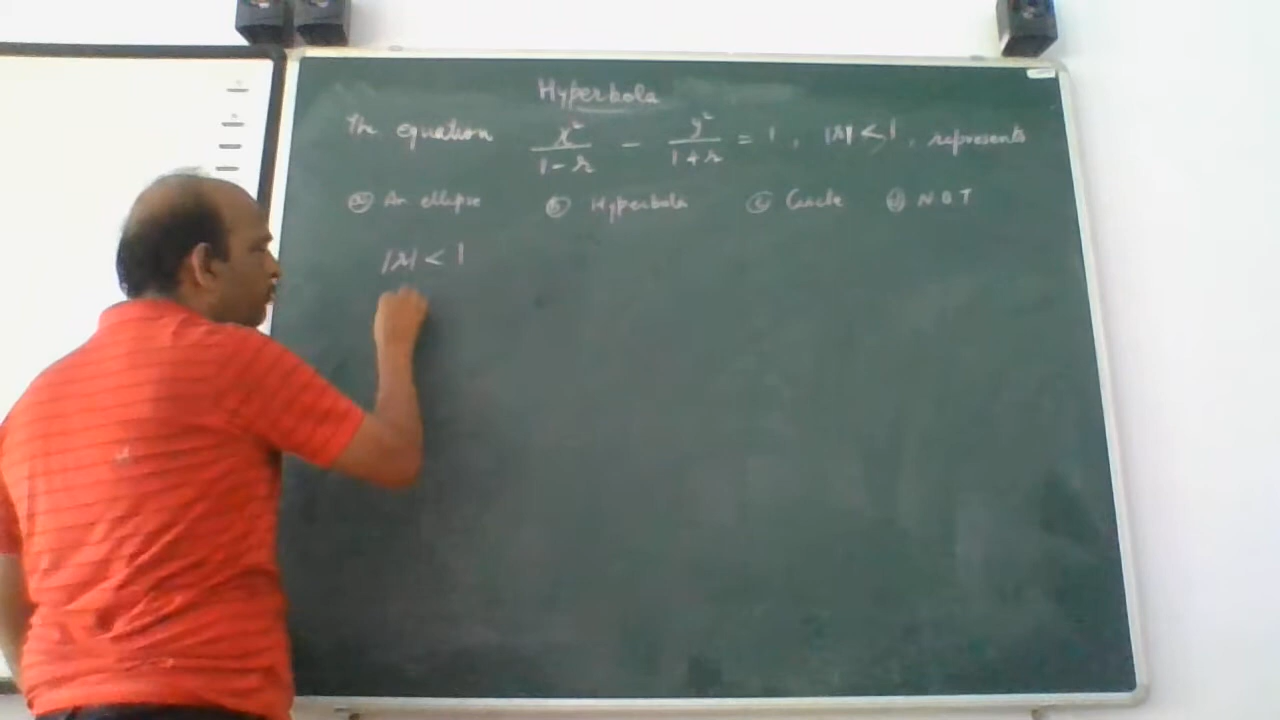 Hyperbola
The equation x²/1-r - y²/1+r = 1, |r| < 1, represents
(a) An ellipse (b) Hyperbola (c) Circle (d) N O T
|r| < 1